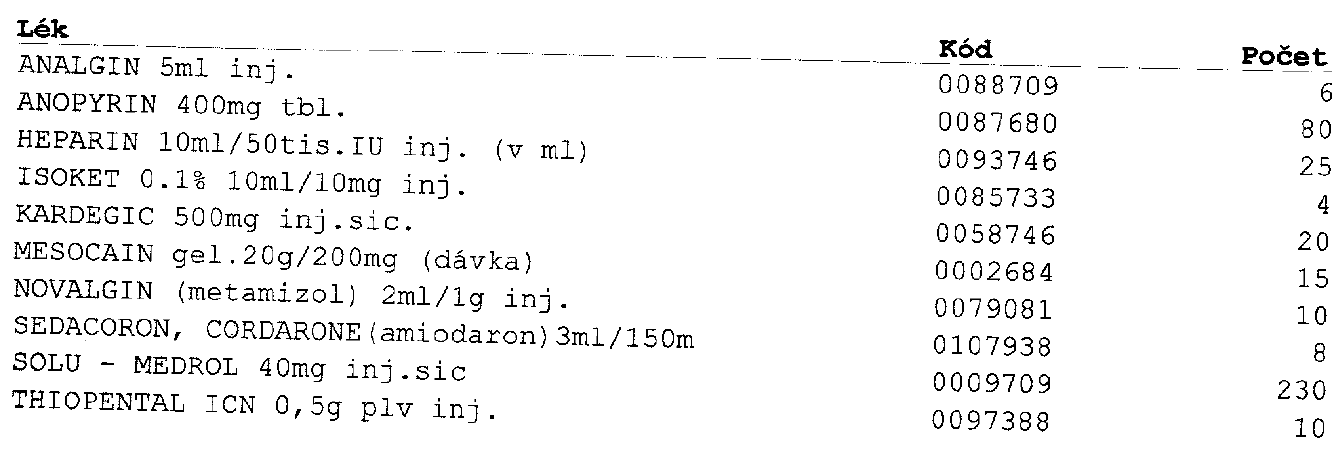 Lék Kód Počet
ANALGIN 5ml inj. 0088709 6
ANOPYRIN 400mg tbl. 0087680 80
HEPARIN 10ml/50tis.IU inj. (v ml) 0093746 25
ISOKET 0.1% 10ml/10mg inj. 0085733 4
KARDEGIC 500mg inj.sic. 0058746 20
MESOCAIN gel.20g/200mg (dávka) 0002684 15
NOVALGIN (metamizol) 2ml/1g inj. 0079081 10
SEDACORON, CORDARONE(amiodaron)3ml/150m 0107938 8
SOLU - MEDROL 40mg inj.sic 0009709 230
THIOPENTAL ICN 0,5g plv inj. 0097388 10